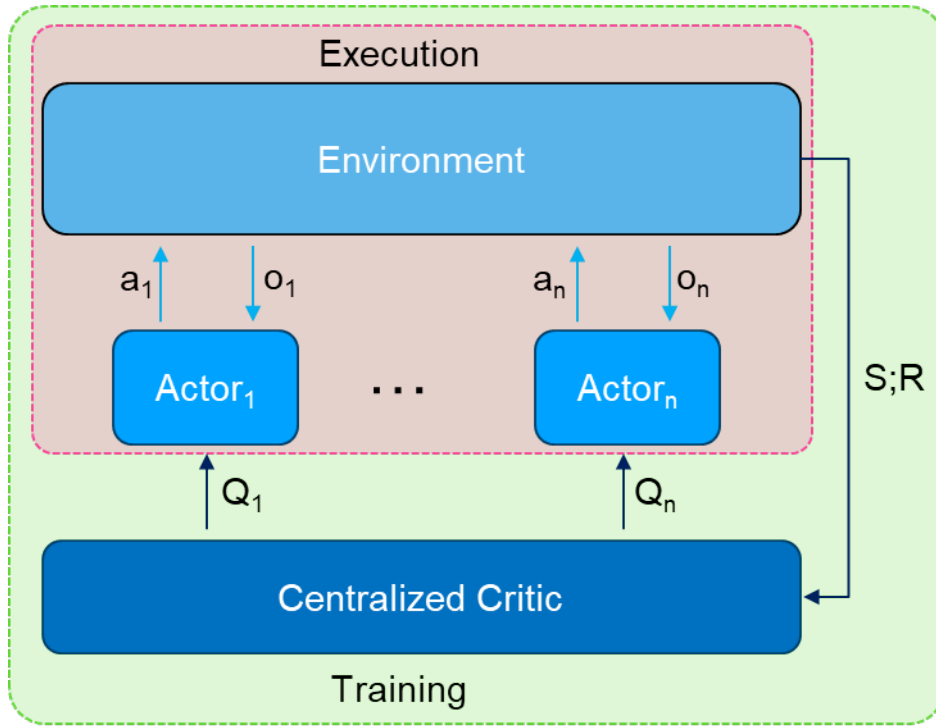 Execution
Environment
a₁ o₁ aₙ oₙ
Actor₁ ... Actorₙ
S;R
Q₁ Qₙ
Centralized Critic
Training